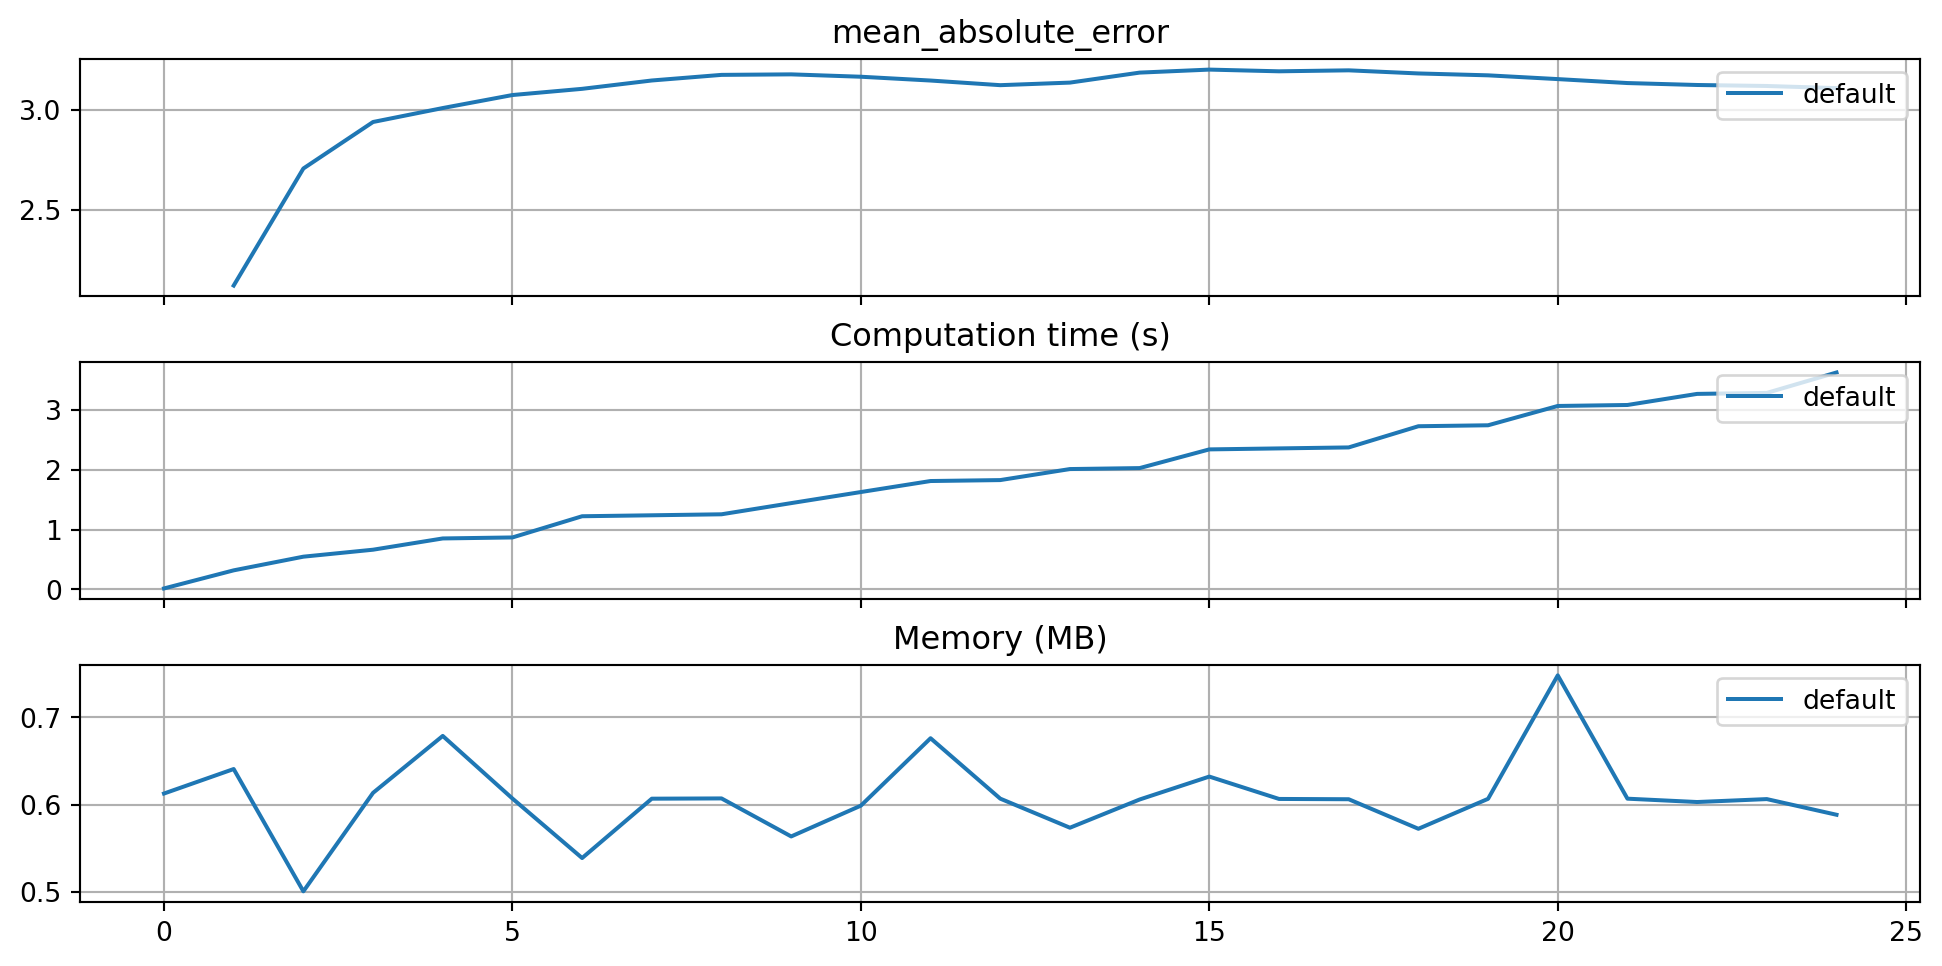 mean_absolute_error
3.0
2.5
default
Computation time (s)
3
2
1
0
default
Memory (MB)
0.7
0.6
0.5
default
0 5 10 15 20 25